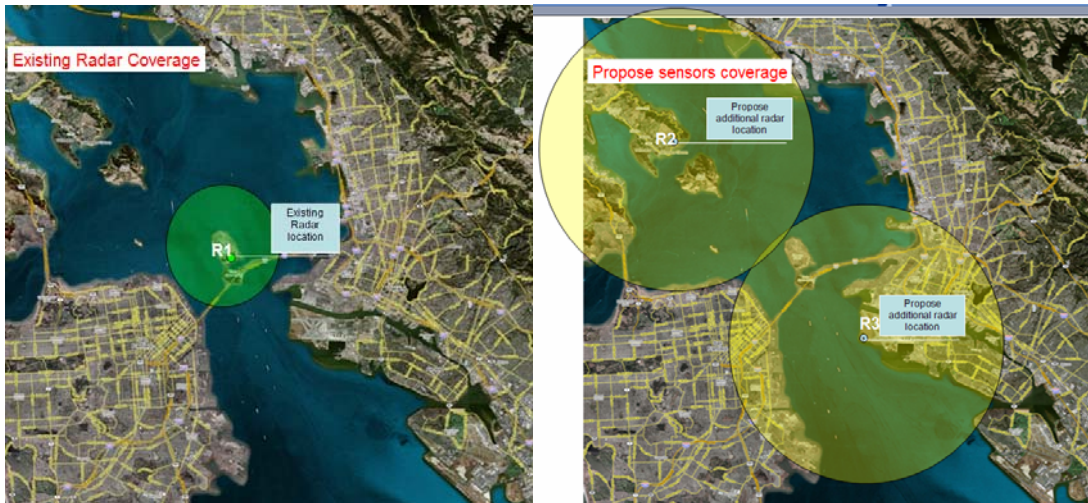 Existing Radar Coverage
Existing
Radar
location
R1
Propose sensors coverage
Propose
additional radar
location
R2
Propose
additional radar
location
R3